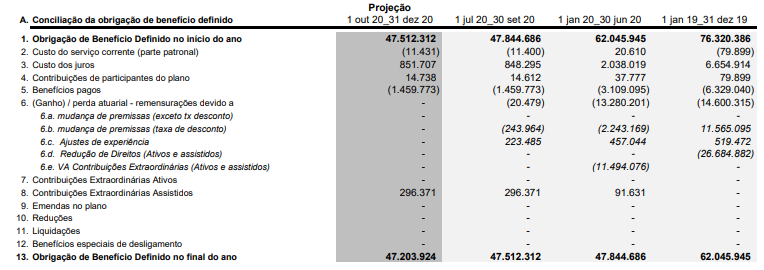 Projeção
A. Conciliação da obrigação de benefício definido 1 out 20_31 dez 20 1 jul 20_30 set 20 1 jan 20_30 jun 20 1 jan 19_31 dez 19
1. Obrigação de Benefício Definido no início do ano 47.512.312 47.844.686 62.045.945 76.320.386
2. Custo do serviço corrente (parte patronal) (11.431) (11.400) 20.610 (79.899)
3. Custo dos juros 851.707 848.295 2.038.019 6.654.914
4. Contribuições de participantes do plano 14.738 14.612 37.777 79.899
5. Benefícios pagos (1.459.773) (1.459.773) (3.109.095) (6.329.040)
6. (Ganho) / perda atuarial - remensurações devido a - (20.479) (13.280.201) (14.600.315)
6.a. mudança de premissas (exceto tx desconto) - - - -
6.b. mudança de premissas (taxa de desconto) - (243.964) (2.243.169) 11.565.095
6.c. Ajustes de experiência - 223.485 457.044 519.472
6.d. Redução de Direitos (Ativos e assistidos) - - - (26.684.882)
6.e. VA Contribuições Extraordinárias (Ativos e assistidos) - (11.494.076) -
7. Contribuições Extraordinárias Ativos - - - -
8. Contribuições Extraordinárias Assistidos 296.371 296.371 91.631 -
9. Emendas no plano - - - -
10. Reduções - - - -
11. Liquidações - - - -
12. Benefícios especiais de desligamento - - - -
13. Obrigação de Benefício Definido no final do ano 47.203.924 47.512.312 47.844.686 62.045.945